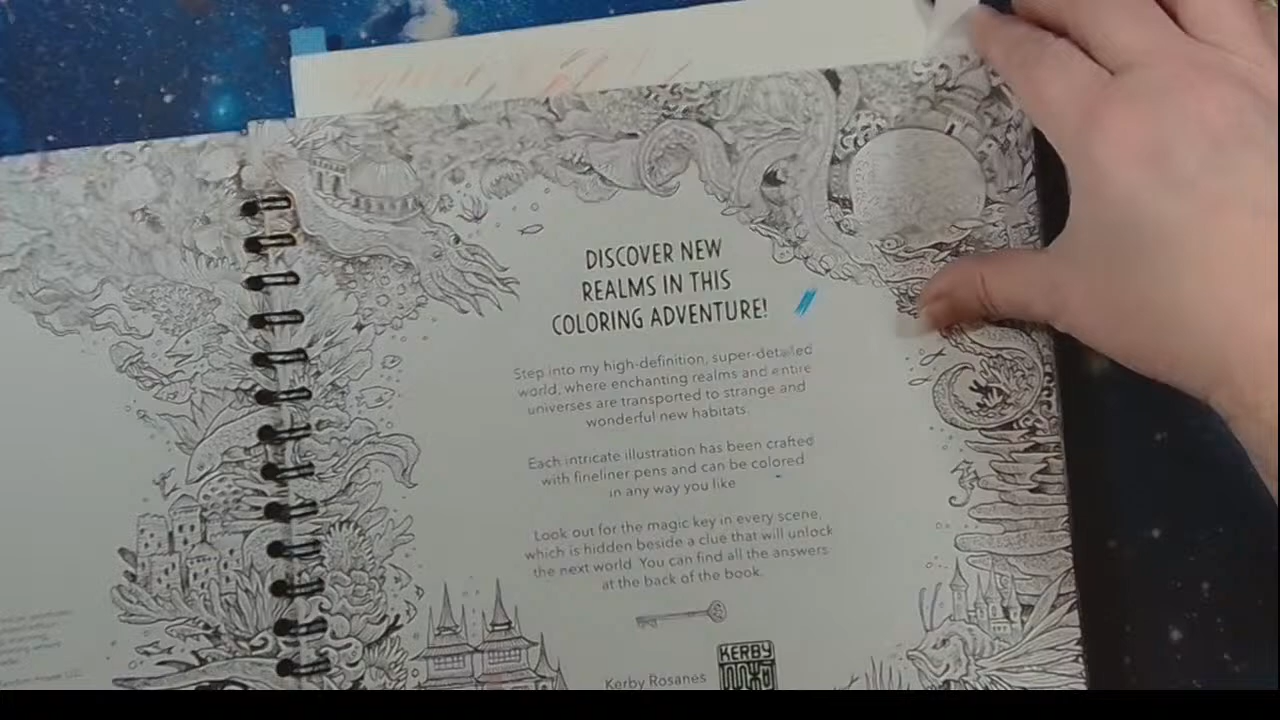 DISCOVER NEW
REALMS IN THIS
COLORING ADVENTURE!
Step into my high-definition, super-detailed
world, where enchanting realms and entire
universes are transported to strange and
wonderful new habitats.
Each intricate illustration has been crafted
with fineliner pens and can be colored
in any way you like
Look out for the magic key in every scene,
which is hidden beside a clue that will unlock
the next world. You can find all the answers
at the back of the book.
KERBY
Kerby Rosanes